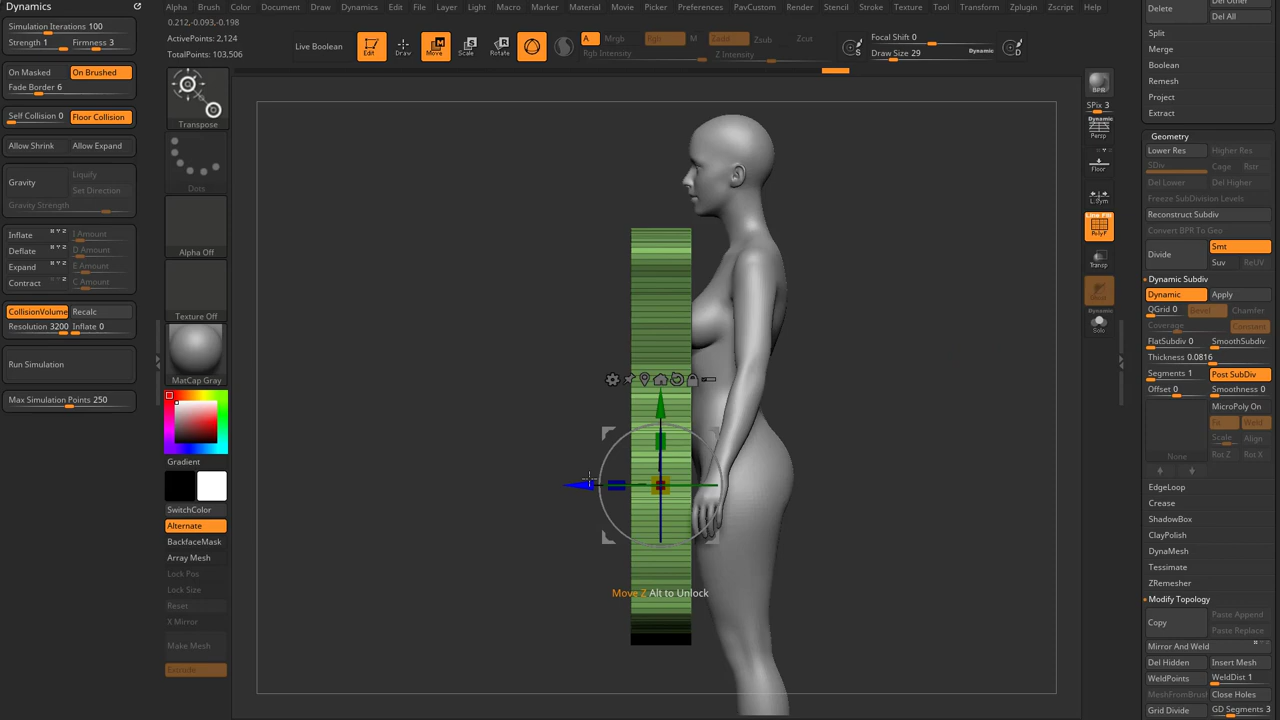 Dynamics
Alpha Brush Color Document Draw Dynamics Edit File Layer Light Macro Marker Material Movie Picker Preferences Render Stencil Stroke Texture Tool Transform Zplugin Zscript Help
0.212,-0.093,-0.198
Simulation Iterations 100
Strength 1 Firmness 3
On Masked On Brushed
Fade Border 6
Self Collision 0 Floor Collision
Allow Shrink Allow Expand
Gravity Liquify
Set Direction
Gravity Strength
Inflate I Amount
Deflate D Amount
Expand E Amount
Contract C Amount
CollisionVolume Recalc
Resolution 3200 Inflate 0
Run Simulation
Max Simulation Points 250
ActivePoints: 2,124
TotalPoints: 103,506
Live Boolean
Edit Draw Move Scale Rotate
A Mrgb Rgb M Zadd Zsub Zcut
Rgb Intensity Z Intensity
S
Focal Shift 0
Draw Size 29 Dynamic
D
Transpose
Dots
Alpha Off
Texture Off
MatCap Gray
Gradient
SwitchColor
Alternate
BackfaceMask
Array Mesh
Lock Pos
Lock Size
Reset
X Mirror
Make Mesh
Extrude
Move Z Alt to Unlock
BPR
SPix 3
Dynamic
Persp
Floor
L.Sym
Line Fill
PolyF
Transp
Ghost
Dynamic
Solo
Delete Del Other
Del All
Split
Merge
Boolean
Remesh
Project
Extract
Geometry
Lower Res Higher Res
SDiv Cage Rstr
Del Lower Del Higher
Freeze SubDivision Levels
Reconstruct Subdiv
Convert BPR To Geo
Divide Smt
Suv ReUV
Dynamic Subdiv
Dynamic Apply
QGrid 0 Bevel Chamfer
Coverage Constant
FlatSubdiv 0 SmoothSubdiv
Thickness 0.0816
Segments 1 Post SubDiv
Offset 0 Smoothness 0
MicroPoly On
Fit Weld
Scale Align
None Rot Z Rot X
EdgeLoop
Crease
ShadowBox
ClayPolish
DynaMesh
Tessimate
ZRemesher
Modify Topology
Copy Paste Append
Paste Replace
Mirror And Weld
Del Hidden Insert Mesh
WeldPoints WeldDist 1
MeshFromBrush Close Holes
Grid Divide GD Segments 3